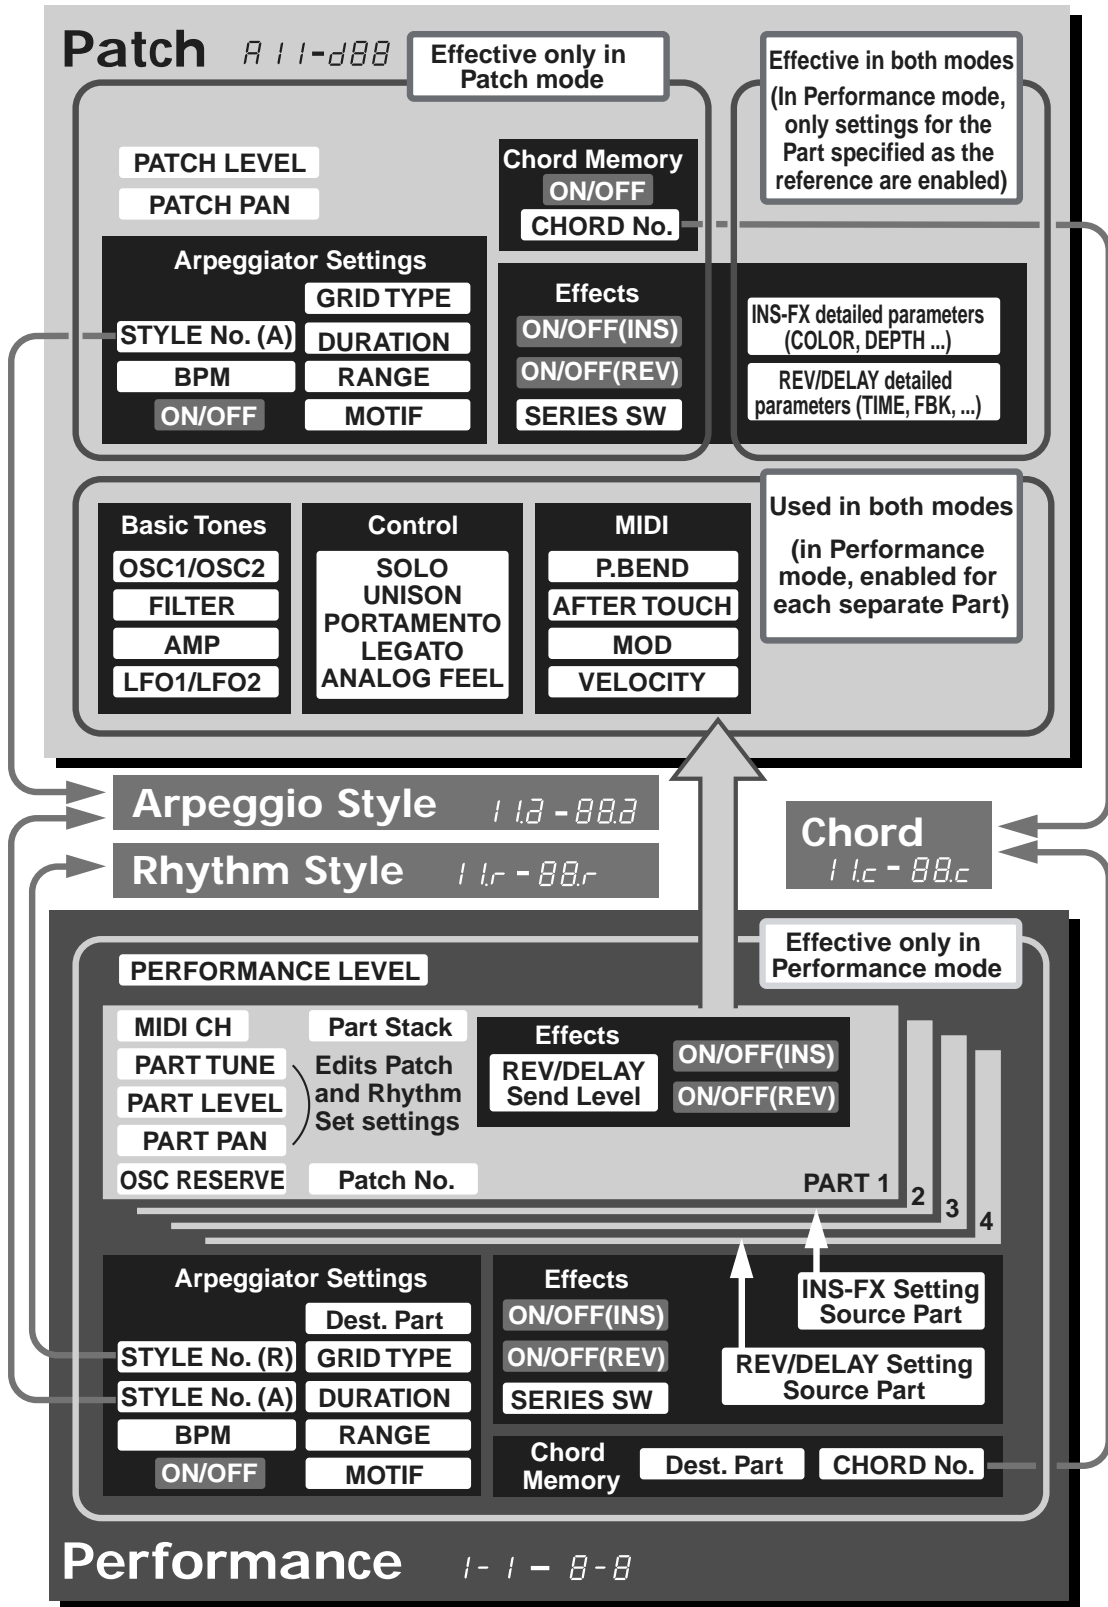 Patch A11-d88
Effective only in
Patch mode
Effective in both modes
(In Performance mode,
only settings for the
Part specified as the
reference are enabled)
PATCH LEVEL
PATCH PAN
Chord Memory
ON/OFF
CHORD No.
Arpeggiator Settings
GRID TYPE
STYLE No. (A)
DURATION
BPM
RANGE
ON/OFF
MOTIF
Effects
ON/OFF(INS)
ON/OFF(REV)
SERIES SW
INS-FX detailed parameters
(COLOR, DEPTH ...)
REV/DELAY detailed
parameters (TIME, FBK, ...)
Used in both modes
(in Performance
mode, enabled for
each separate Part)
Basic Tones
OSC1/OSC2
FILTER
AMP
LFO1/LFO2
Control
SOLO
UNISON
PORTAMENTO
LEGATO
ANALOG FEEL
MIDI
P.BEND
AFTER TOUCH
MOD
VELOCITY
Arpeggio Style 11.a - 88.a
Rhythm Style 11.r - 88.r
Chord
11.c - 88.c
Effective only in
Performance mode
PERFORMANCE LEVEL
MIDI CH
Part Stack
PART TUNE
PART LEVEL
PART PAN
Edits Patch
and Rhythm
Set settings
OSC RESERVE
Patch No.
Effects
REV/DELAY
Send Level
ON/OFF(INS)
ON/OFF(REV)
PART 1
2
3
4
Arpeggiator Settings
Dest. Part
STYLE No. (R)
GRID TYPE
STYLE No. (A)
DURATION
BPM
RANGE
ON/OFF
MOTIF
Effects
ON/OFF(INS)
ON/OFF(REV)
SERIES SW
INS-FX Setting
Source Part
REV/DELAY Setting
Source Part
Chord
Memory
Dest. Part
CHORD No.
Performance 1-1 – 8-8